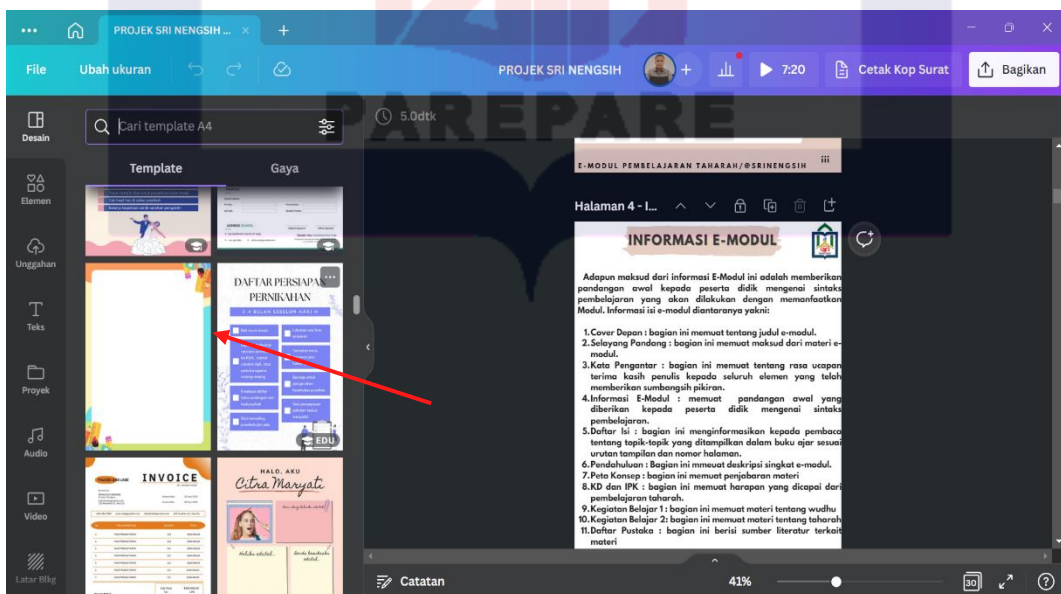 PROJEK SRI NENGSIH ...
File
Ubah ukuran
PROJEK SRI NENGSIH
7:20
Cetak Kop Surat
Bagikan
PAREPARE
Desain
Elemen
Unggahan
Teks
Proyek
Audio
Video
Latar Blkg
Cari template A4
Template
Gaya
DAFTAR PERSIAPAN
PERNIKAHAN
EDU
INVOICE
HALO, AKU
Citra Maryati
5.0dtk
E-MODUL PEMBELAJARAN TAHARAH/@SRINENGSIH iii
Halaman 4 - I...
INFORMASI E-MODUL
Adapun maksud dari informasi E-Modul ini adalah memberikan
pandangan awal kepada peserta didik mengenai sintaks
pembelajaran yang akan dilakukan dengan memanfaatkan
Modul. Informasi isi e-modul diantaranya yakni:
1. Cover Depan : bagian ini memuat tentang judul e-modul.
2. Selayang Pandang : bagian ini memuat maksud dari materi e-
modul.
3. Kata Pengantar : bagian ini memuat tentang rasa ucapan
terima kasih penulis kepada seluruh elemen yang telah
memberikan sumbangsih pikiran.
4. Informasi E-Modul : memuat pandangan awal yang
diberikan kepada peserta didik mengenai sintaks
pembelajaran.
5. Daftar Isi : bagian ini menginformasikan kepada pembaca
tentang topik-topik yang ditampilkan dalam buku ajar sesuai
urutan tampilan dan nomor halaman.
6. Pendahuluan : Bagian ini mmeuat deskripsi singkat e-modul.
7. Peta Konsep : bagian ini memuat penjabaran materi
8. KD dan IPK : bagian ini memuat harapan yang dicapai dari
pembelajaran taharah.
9. Kegiatan Belajar 1 : bagian ini memuat materi tentang wudhu
10. Kegiatan Belajar 2: bagian ini memuat materi tentang taharah
11. Daftar Pustaka : bagian ini berisi sumber literatur terkait
materi
Catatan
41%
30